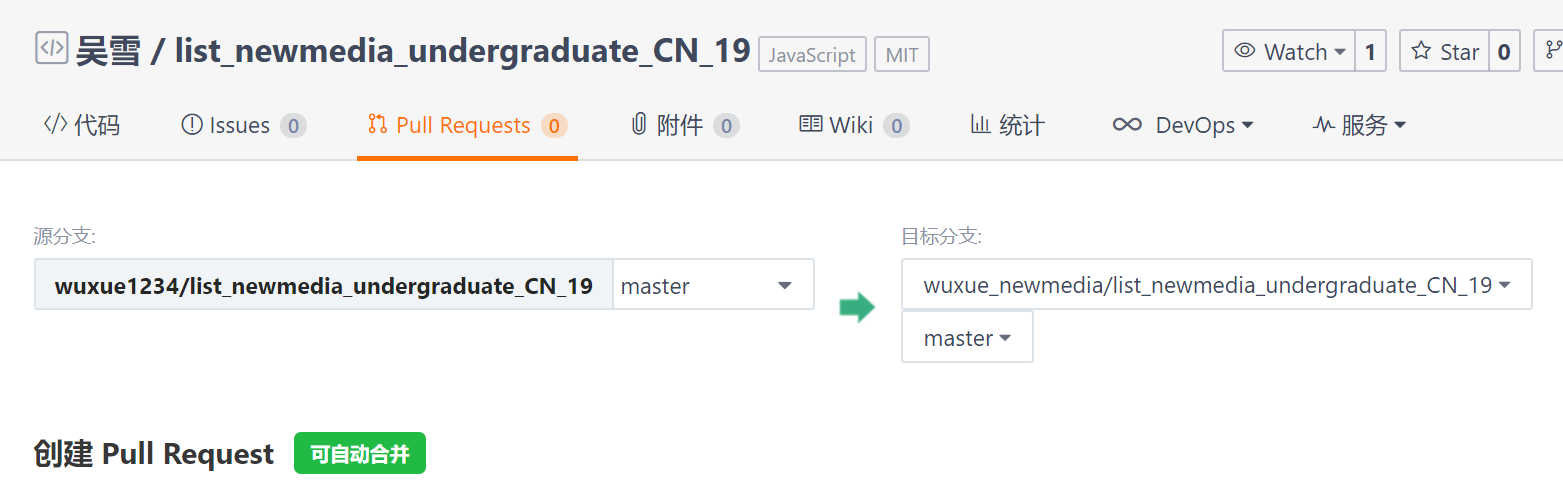 吴雪 / list_newmedia_undergraduate_CN_19 JavaScript MIT Watch 1 Star 0
代码 Issues 0 Pull Requests 0 附件 0 Wiki 0 统计 DevOps 服务
源分支: 目标分支:
wuxue1234/list_newmedia_undergraduate_CN_19 master wuxue_newmedia/list_newmedia_undergraduate_CN_19
master
创建 Pull Request 可自动合并